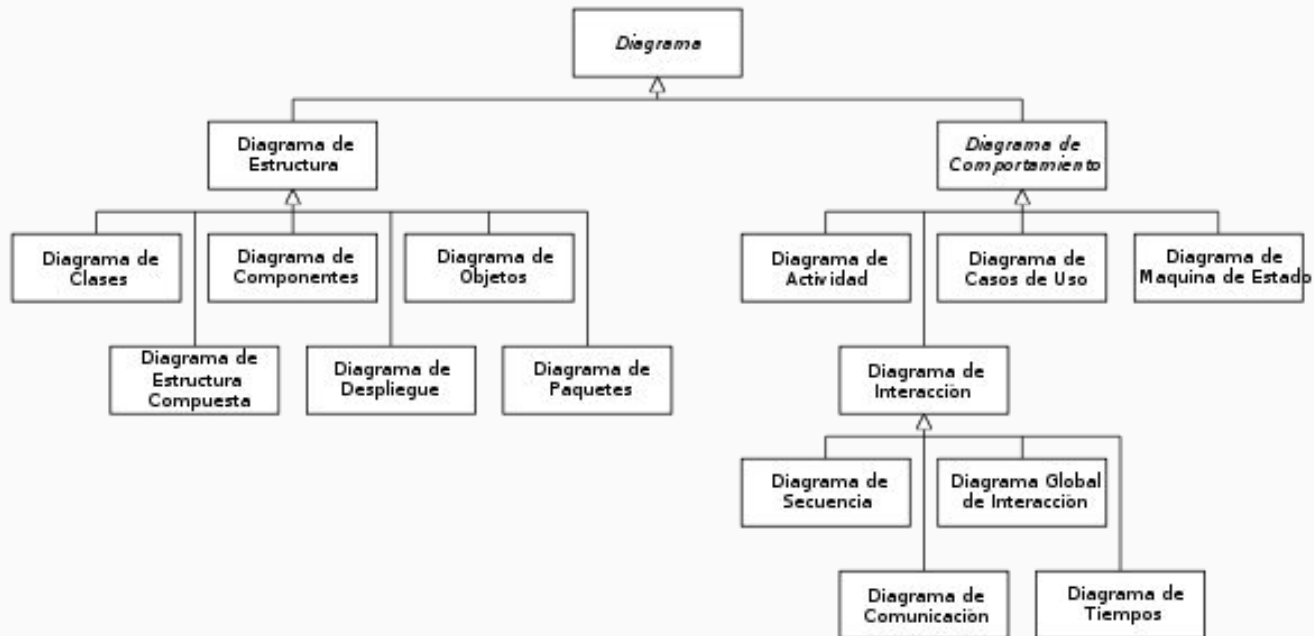 Diagrama
Diagrama de
Estructura
Diagrama de
Comportamiento
Diagrama de
Clases
Diagrama de
Componentes
Diagrama de
Objetos
Diagrama de
Actividad
Diagrama de
Casos de Uso
Diagrama de
Maquina de Estado
Diagrama de
Estructura
Compuesta
Diagrama de
Despliegue
Diagrama de
Paquetes
Diagrama de
Interacción
Diagrama de
Secuencia
Diagrama Global
de Interacción
Diagrama de
Comunicación
Diagrama de
Tiempos